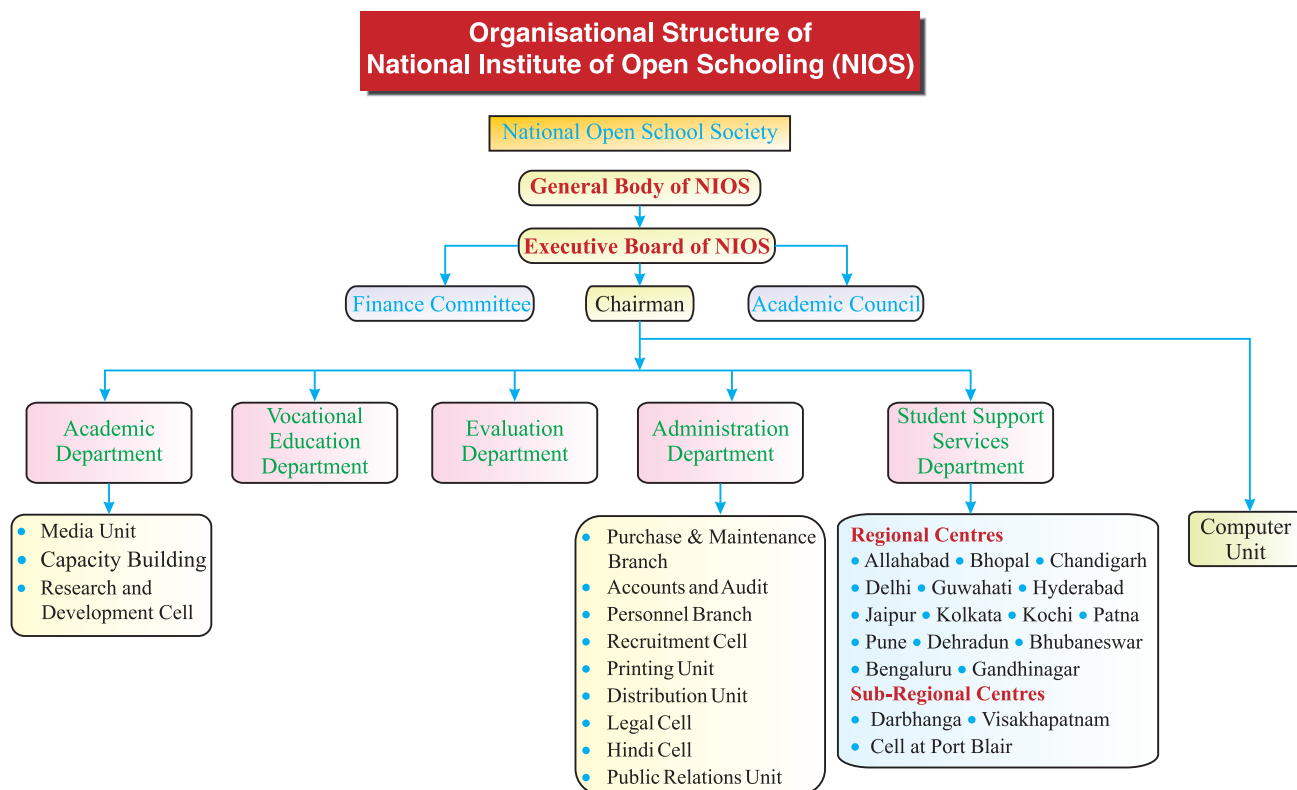 Organisational Structure of
National Institute of Open Schooling (NIOS)
National Open School Society
General Body of NIOS
Executive Board of NIOS
Finance Committee
Chairman
Academic Council
Academic
Department
Vocational
Education
Department
Evaluation
Department
Administration
Department
Student Support
Services
Department
• Media Unit
• Capacity Building
• Research and
Development Cell
• Purchase & Maintenance
Branch
• Accounts and Audit
• Personnel Branch
• Recruitment Cell
• Printing Unit
• Distribution Unit
• Legal Cell
• Hindi Cell
• Public Relations Unit
Regional Centres
• Allahabad • Bhopal • Chandigarh
• Delhi • Guwahati • Hyderabad
• Jaipur • Kolkata • Kochi • Patna
• Pune • Dehradun • Bhubaneswar
• Bengaluru • Gandhinagar
Sub-Regional Centres
• Darbhanga • Visakhapatnam
• Cell at Port Blair
Computer
Unit